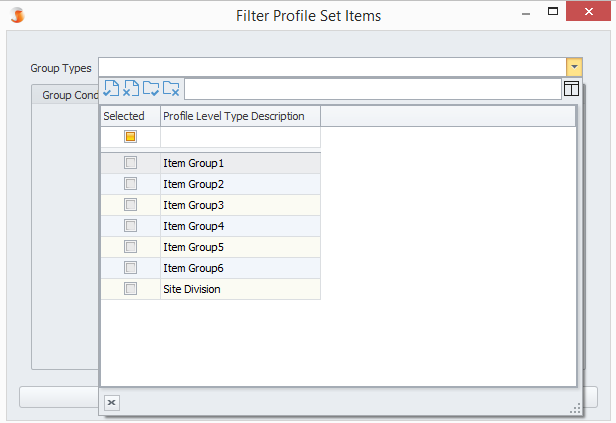 Filter Profile Set Items
Group Types
Group Cond
Selected Profile Level Type Description
Item Group1
Item Group2
Item Group3
Item Group4
Item Group5
Item Group6
Site Division